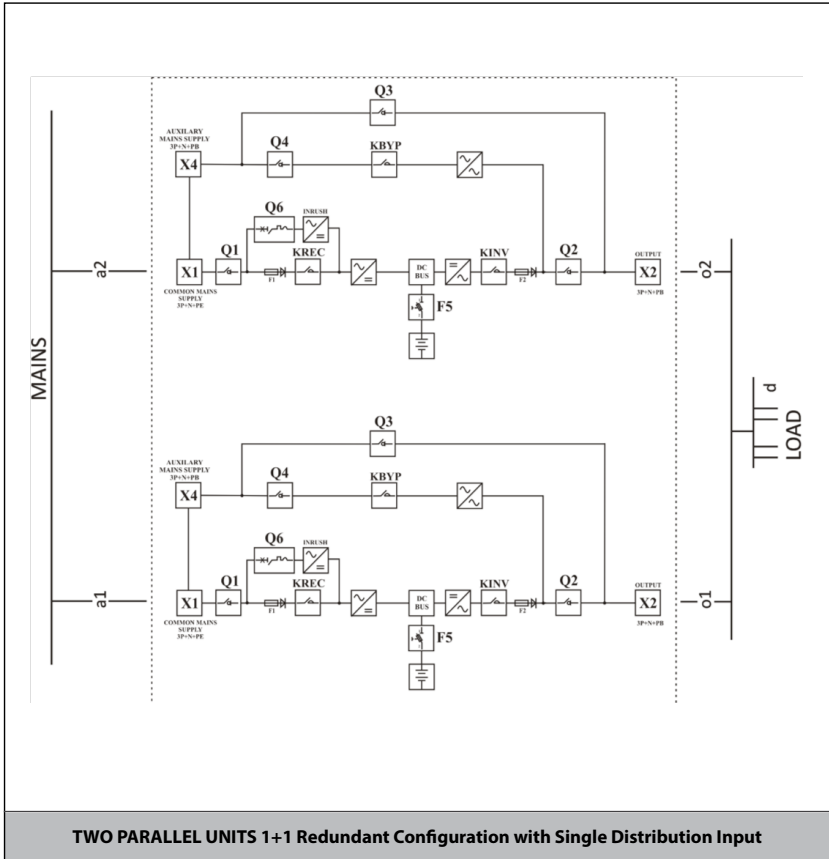 Q3
AUXILARY
MAINS SUPPLY
3P+N+PB
X4
Q4
KBYP
Q6
INRUSH
Q1
KREC
KINV
Q2
OUTPUT
X1
F1
DC
BUS
F2
X2
COMMON MAINS
SUPPLY
3P+N+PE
3P+N+PB
F5
a2
o2
MAINS
d
LOAD
Q3
AUXILARY
MAINS SUPPLY
3P+N+PB
X4
Q4
KBYP
Q6
INRUSH
Q1
KREC
KINV
Q2
OUTPUT
X1
F1
DC
BUS
F2
X2
COMMON MAINS
SUPPLY
3P+N+PE
3P+N+PB
F5
a1
o1
TWO PARALLEL UNITS 1+1 Redundant Configuration with Single Distribution Input